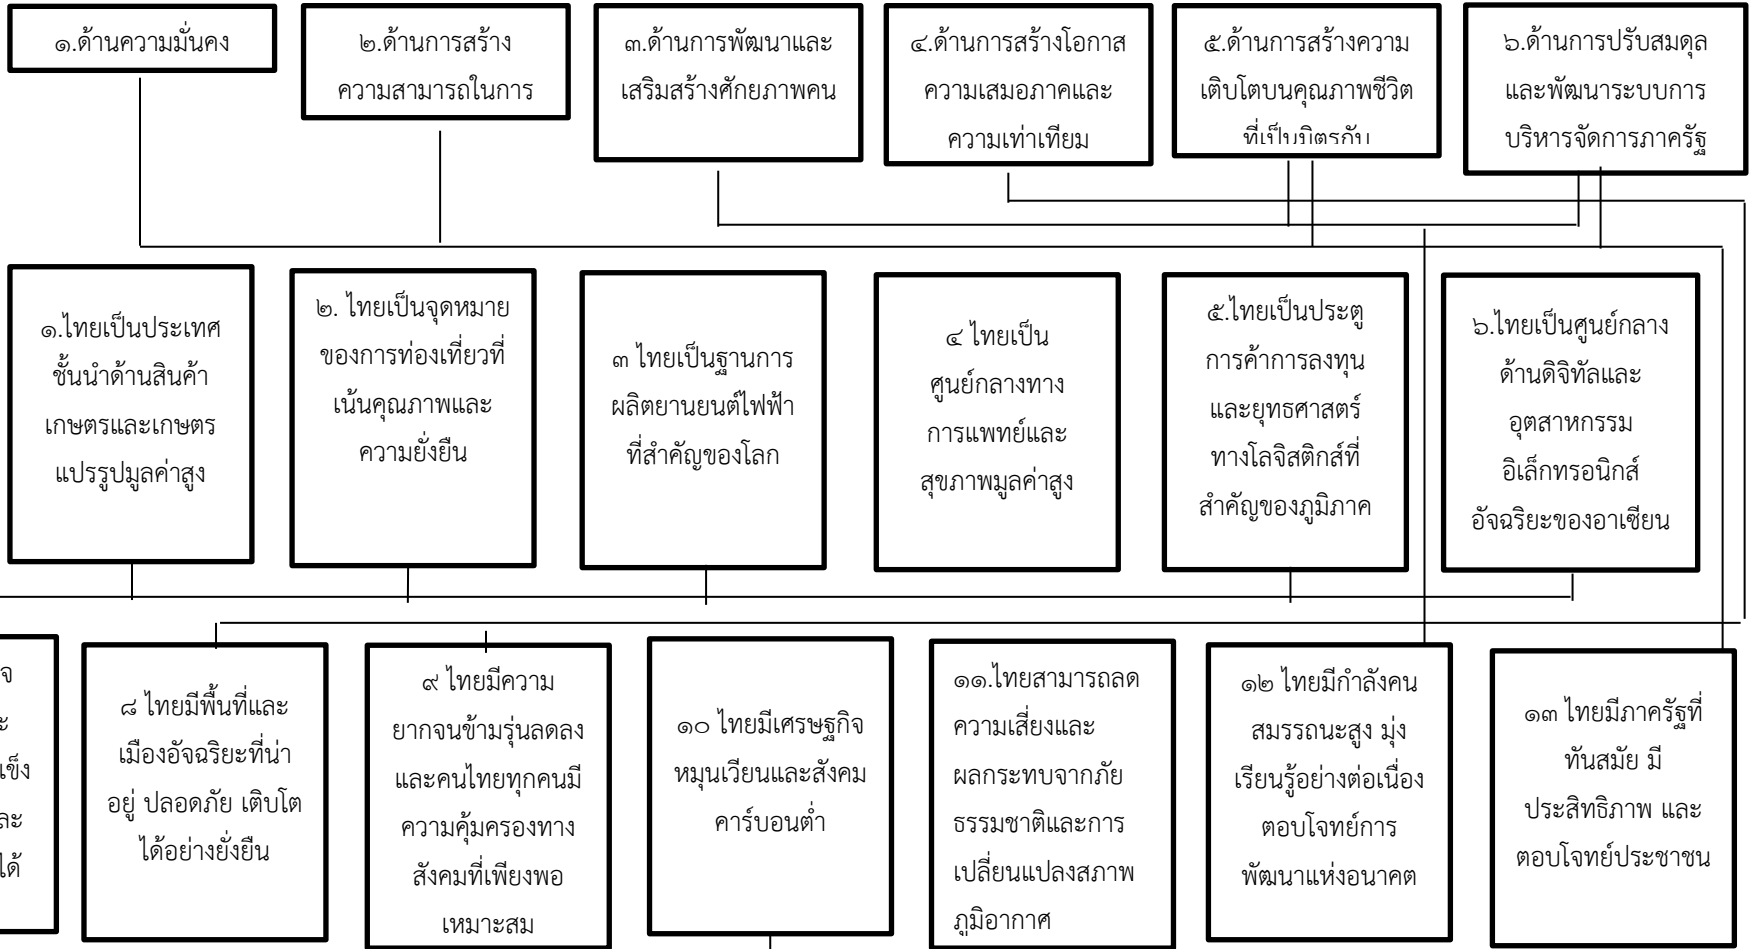 ๑.ด้านความมั่นคง
๒.ด้านการสร้าง
ความสามารถในการ
๓.ด้านการพัฒนาและ
เสริมสร้างศักยภาพคน
๔.ด้านการสร้างโอกาส
ความเสมอภาคและ
ความเท่าเทียม
๕.ด้านการสร้างความ
เติบโตบนคุณภาพชีวิต
ที่เป็นมิตรกับ
๖.ด้านการปรับสมดุล
และพัฒนาระบบการ
บริหารจัดการภาครัฐ
๑.ไทยเป็นประเทศ
ชั้นนำด้านสินค้า
เกษตรและเกษตร
แปรรูปมูลค่าสูง
๒. ไทยเป็นจุดหมาย
ของการท่องเที่ยวที่
เน้นคุณภาพและ
ความยั่งยืน
๓ ไทยเป็นฐานการ
ผลิตยานยนต์ไฟฟ้า
ที่สำคัญของโลก
๔ ไทยเป็น
ศูนย์กลางทาง
การแพทย์และ
สุขภาพมูลค่าสูง
๕.ไทยเป็นประตู
การค้าการลงทุน
และยุทธศาสตร์
ทางโลจิสติกส์ที่
สำคัญของภูมิภาค
๖.ไทยเป็นศูนย์กลาง
ด้านดิจิทัลและ
อุตสาหกรรม
อิเล็กทรอนิกส์
อัจฉริยะของอาเซียน
๘ ไทยมีพื้นที่และ
เมืองอัจฉริยะที่น่า
อยู่ ปลอดภัย เติบโต
ได้อย่างยั่งยืน
๙ ไทยมีความ
ยากจนข้ามรุ่นลดลง
และคนไทยทุกคนมี
ความคุ้มครองทาง
สังคมที่เพียงพอ
เหมาะสม
๑๐ ไทยมีเศรษฐกิจ
หมุนเวียนและสังคม
คาร์บอนต่ำ
๑๑.ไทยสามารถลด
ความเสี่ยงและ
ผลกระทบจากภัย
ธรรมชาติและการ
เปลี่ยนแปลงสภาพ
ภูมิอากาศ
๑๒ ไทยมีกำลังคน
สมรรถนะสูง มุ่ง
เรียนรู้อย่างต่อเนื่อง
ตอบโจทย์การ
พัฒนาแห่งอนาคต
๑๓ ไทยมีภาครัฐที่
ทันสมัย มี
ประสิทธิภาพ และ
ตอบโจทย์ประชาชน